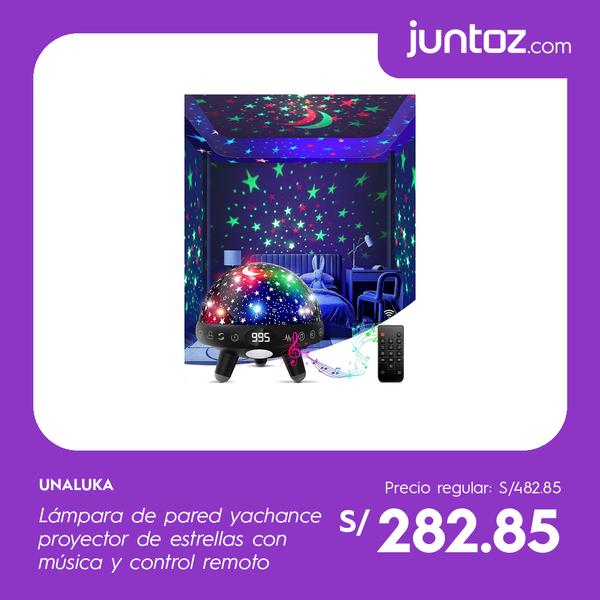 juntoz.com
995
UNALUKA
Lámpara de pared yachance
proyector de estrellas con
música y control remoto
Precio regular: S/482.85
S/ 282.85